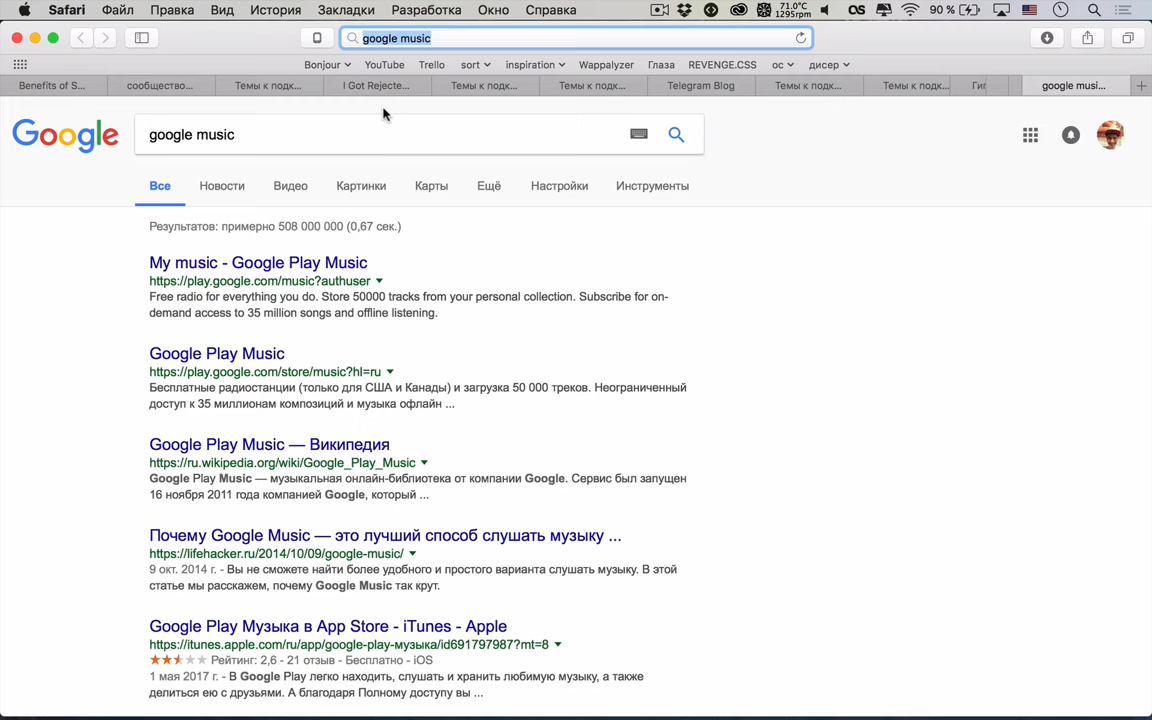 Safari Файл Правка Вид История Закладки Разработка Окно Справка 71.0°C 1295rpm OS 90 %
google music
Bonjour YouTube Trello sort inspiration Wappalyzer Глаза REVENGE.CSS ос дисер
Benefits of S... сообщество... Темы к подк... I Got Rejecte... Темы к подк... Темы к подк... Telegram Blog Темы к подк... Темы к подк... google musi...
Google google music
Все Новости Видео Картинки Карты Ещё Настройки Инструменты
Результатов: примерно 508 000 000 (0,67 сек.)
My music - Google Play Music
https://play.google.com/music?authuser
Free radio for everything you do. Store 50000 tracks from your personal collection. Subscribe for on-
demand access to 35 million songs and offline listening.
Google Play Music
https://play.google.com/store/music?hl=ru
Бесплатные радиостанции (только для США и Канады) и загрузка 50 000 треков. Неограниченный
доступ к 35 миллионам композиций и музыка офлайн ...
Google Play Music — Википедия
https://ru.wikipedia.org/wiki/Google_Play_Music
Google Play Music — музыкальная онлайн-библиотека от компании Google. Сервис был запущен
16 ноября 2011 года компанией Google, который ...
Почему Google Music — это лучший способ слушать музыку ...
https://lifehacker.ru/2014/10/09/google-music/
9 окт. 2014 г. - Вы не сможете найти более удобного и простого варианта слушать музыку. В этой
статье мы расскажем, почему Google Music так крут.
Google Play Музыка в App Store - iTunes - Apple
https://itunes.apple.com/ru/app/google-play-музыка/id691797987?mt=8
Рейтинг: 2,6 - 21 отзыв - Бесплатно - iOS
1 мая 2017 г. - В Google Play легко находить, слушать и хранить любимую музыку, а также
делиться ею с друзьями. А благодаря Полному доступу вы ...